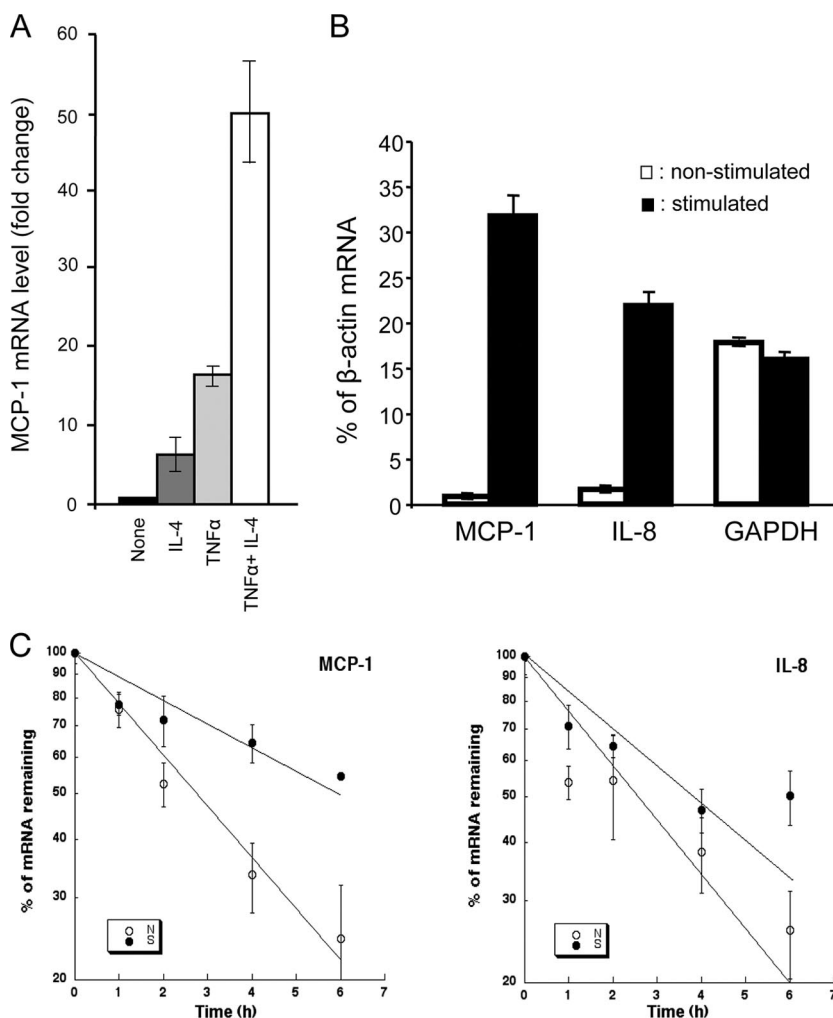 A
MCP-1 mRNA level (fold change)
60
50
40
30
20
10
0
None
IL-4
TNFα
TNFα+ IL-4
B
% of β-actin mRNA
40
35
30
25
20
15
10
5
0
: non-stimulated
: stimulated
MCP-1
IL-8
GAPDH
C
MCP-1
% of mRNA remaining
100
90
80
70
60
50
40
30
20
N
S
0 1 2 3 4 5 6 7
Time (h)
IL-8
% of mRNA remaining
100
90
80
70
60
50
40
30
20
N
S
0 1 2 3 4 5 6 7
Time (h)